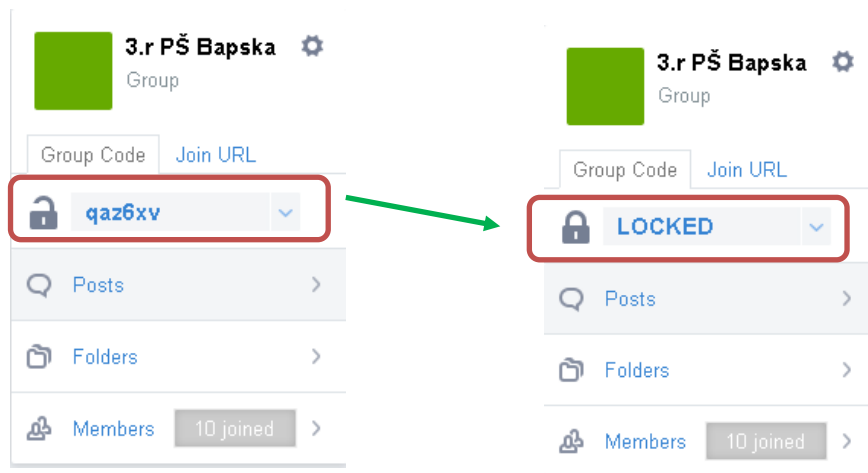 3.r PŠ Bapska
Group
Group Code Join URL
qaz6xv
Posts
Folders
Members 10 joined
3.r PŠ Bapska
Group
Group Code Join URL
LOCKED
Posts
Folders
Members 10 joined